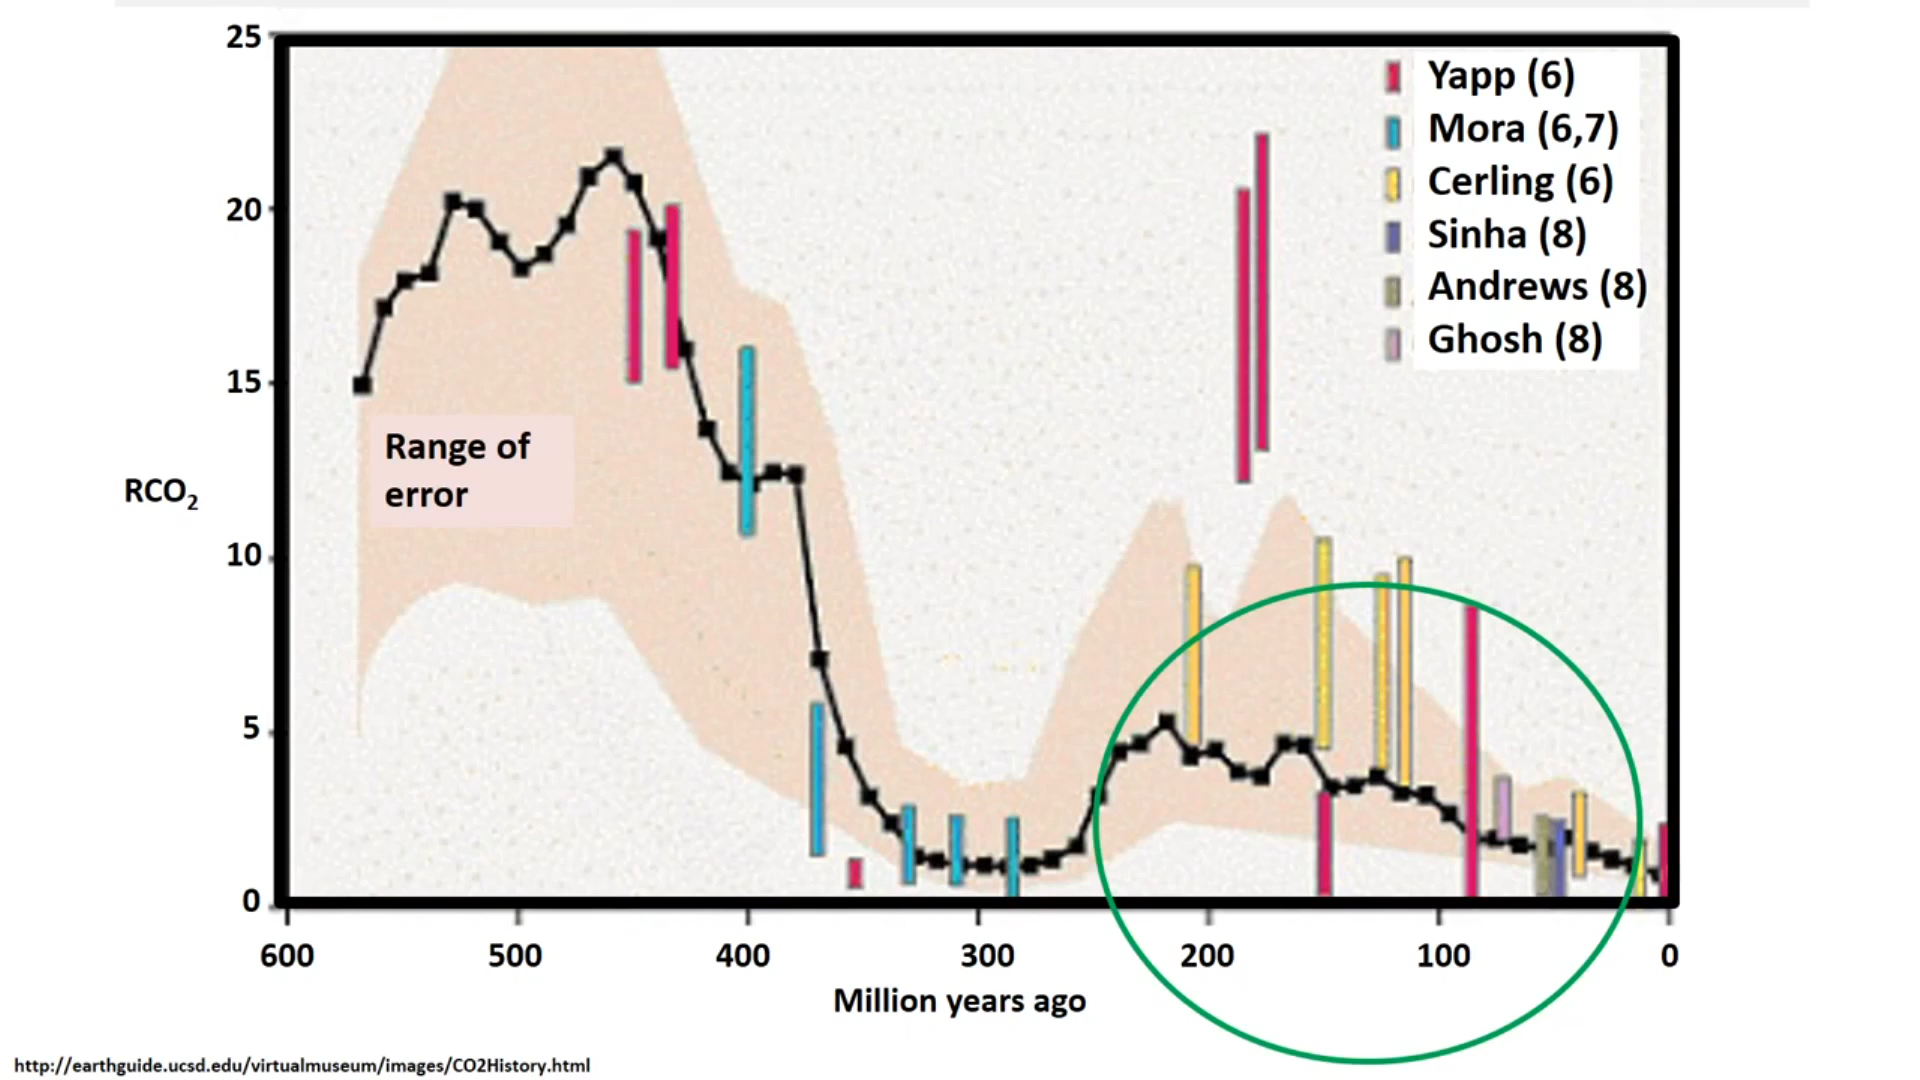 25
20
15
10
5
0
RCO₂
Range of
error
Yapp (6)
Mora (6,7)
Cerling (6)
Sinha (8)
Andrews (8)
Ghosh (8)
600 500 400 300 200 100 0
Million years ago
http://earthguide.ucsd.edu/virtualmuseum/images/CO2History.html